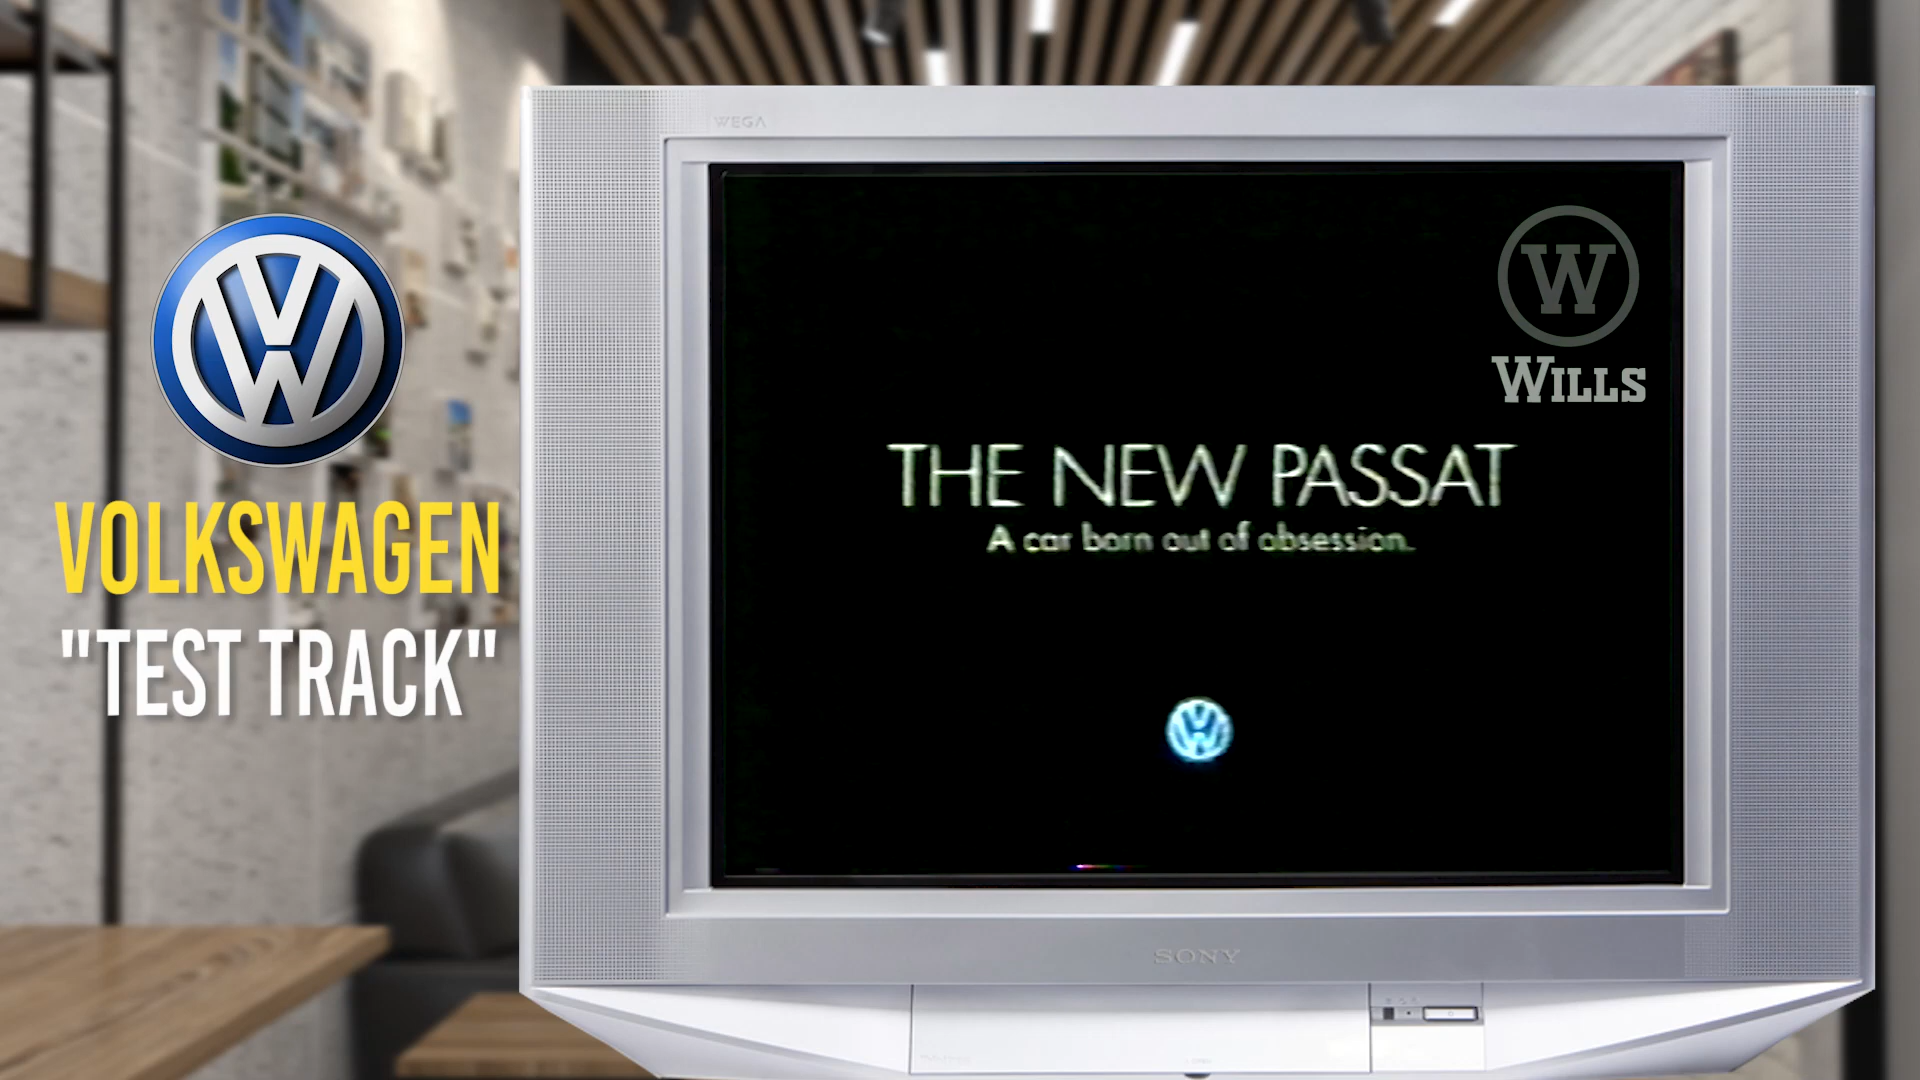 WEGA
W
WILLS
VOLKSWAGEN
"TEST TRACK"
THE NEW PASSAT
A car born out of obsession.
SONY